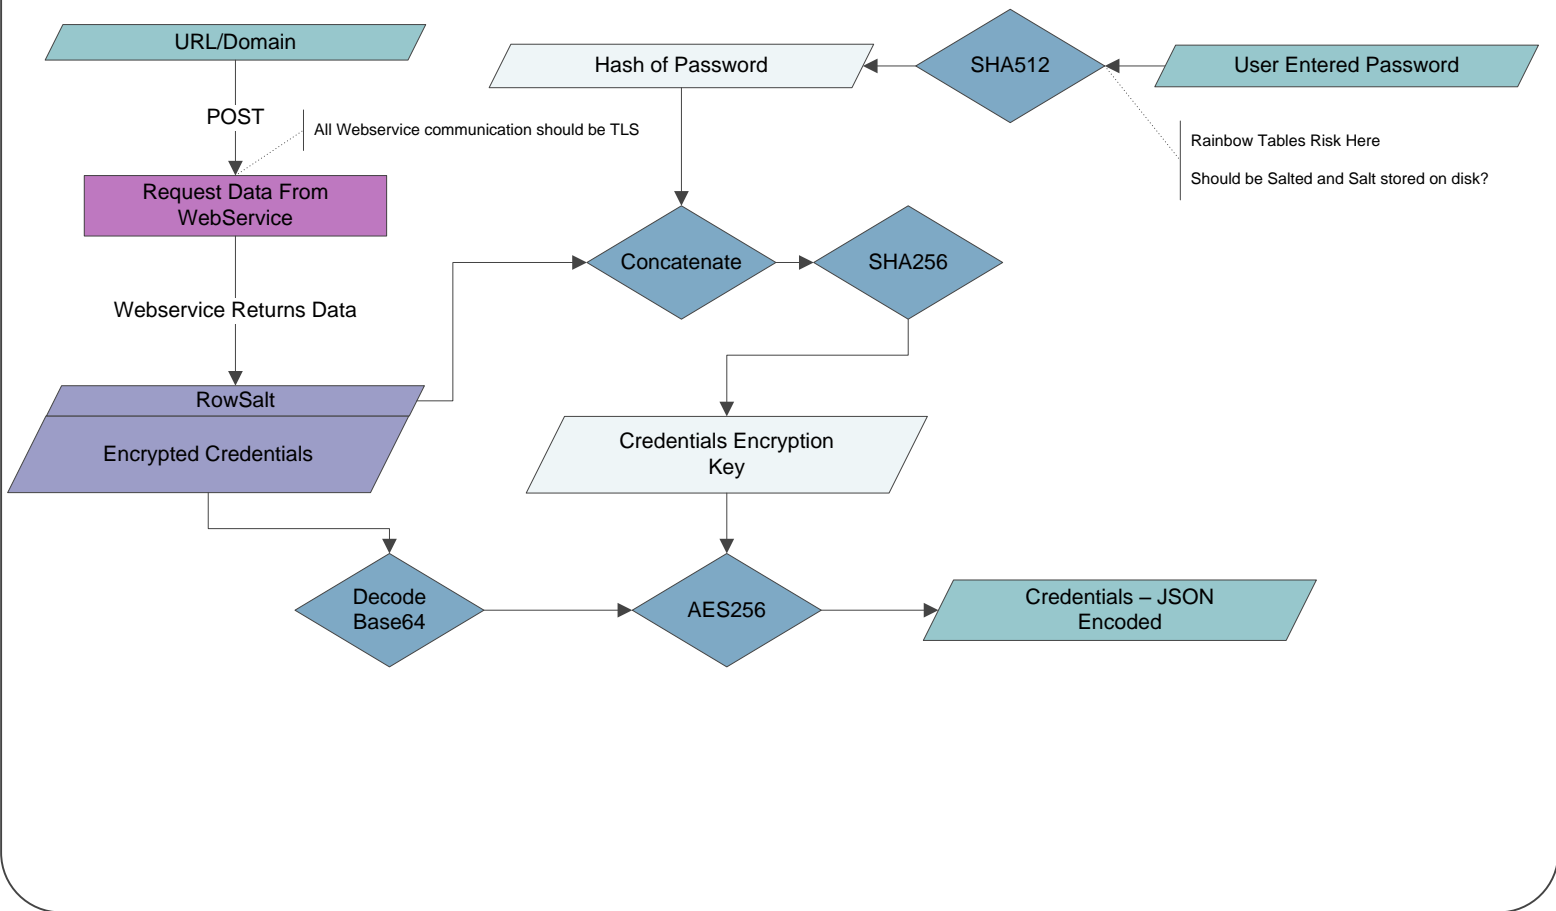 URL/Domain
Hash of Password
SHA512
User Entered Password
POST
All Webservice communication should be TLS
Rainbow Tables Risk Here
Should be Salted and Salt stored on disk?
Request Data From
WebService
Concatenate
SHA256
Webservice Returns Data
RowSalt
Encrypted Credentials
Credentials Encryption
Key
Decode
Base64
AES256
Credentials – JSON
Encoded